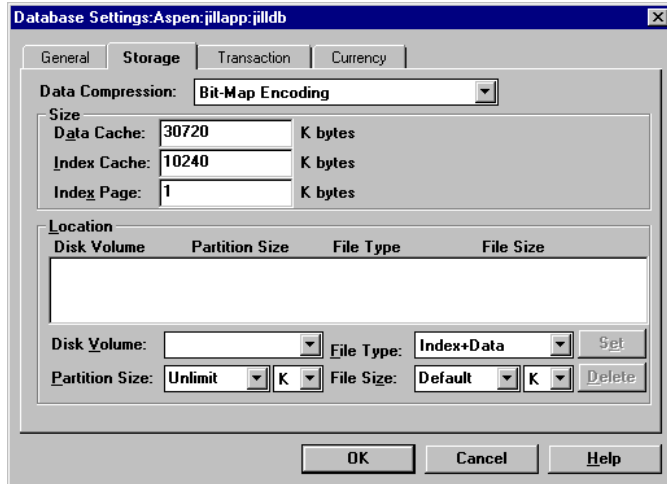 Database Settings:Aspen:jillapp:jilldb
General Storage Transaction Currency
Data Compression: Bit-Map Encoding
Size
Data Cache: 30720 K bytes
Index Cache: 10240 K bytes
Index Page: 1 K bytes
Location
Disk Volume Partition Size File Type File Size
Disk Volume: File Type: Index+Data Set
Partition Size: Unlimit K File Size: Default K Delete
OK Cancel Help